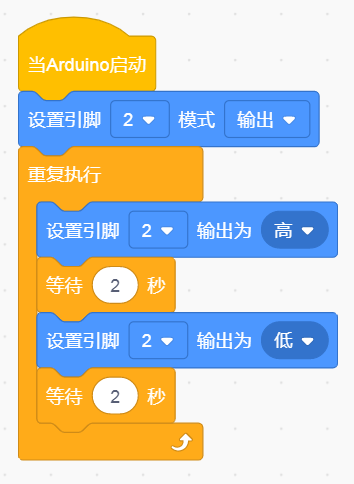 当Arduino启动
设置引脚 2 模式 输出
重复执行
设置引脚 2 输出为 高
等待 2 秒
设置引脚 2 输出为 低
等待 2 秒